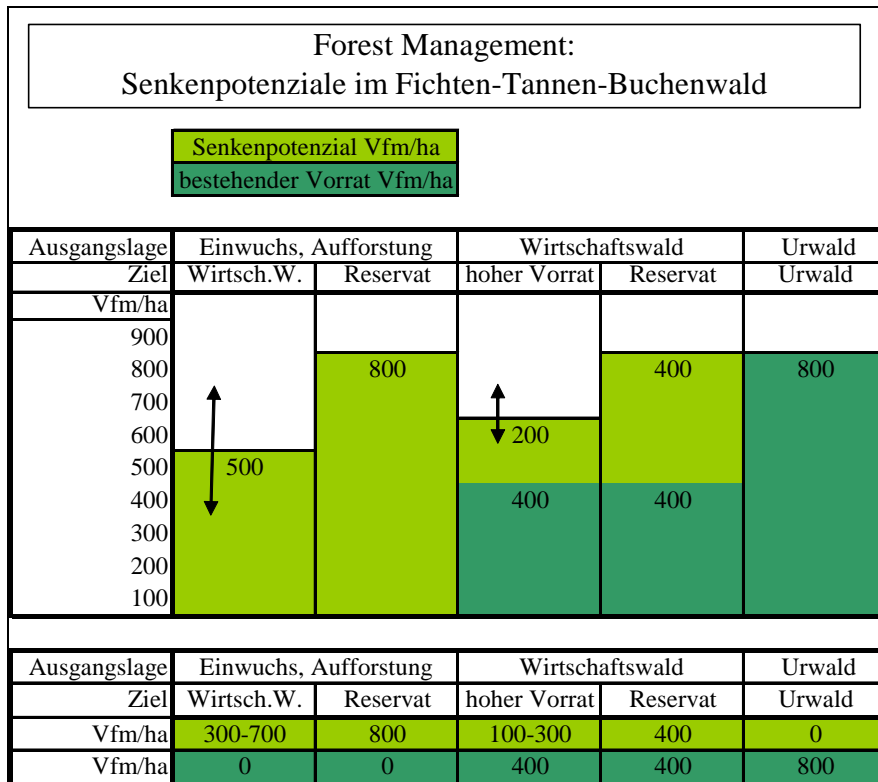 Forest Management:
Senkenpotenziale im Fichten-Tannen-Buchenwald
Senkenpotenzial Vfm/ha
bestehender Vorrat Vfm/ha
Ausgangslage Einwuchs, Aufforstung Wirtschaftswald Urwald
Ziel Wirtsch.W. Reservat hoher Vorrat Reservat Urwald
Vfm/ha
900
800 800 400 800
700
600 200
500 500
400 400 400
300
200
100
Ausgangslage Einwuchs, Aufforstung Wirtschaftswald Urwald
Ziel Wirtsch.W. Reservat hoher Vorrat Reservat Urwald
Vfm/ha 300-700 800 100-300 400 0
Vfm/ha 0 0 400 400 800